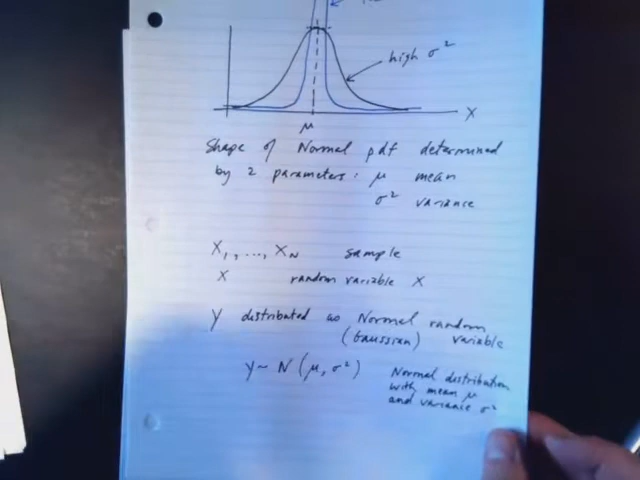 high σ²
X
μ
Shape of Normal pdf determined
by 2 parameters: μ mean
σ² variance
X₁, ..., X_N sample
X random variable X
Y distributed as Normal random
(Gaussian) variable
Y ~ N(μ, σ²) Normal distribution
with mean μ
and variance σ²